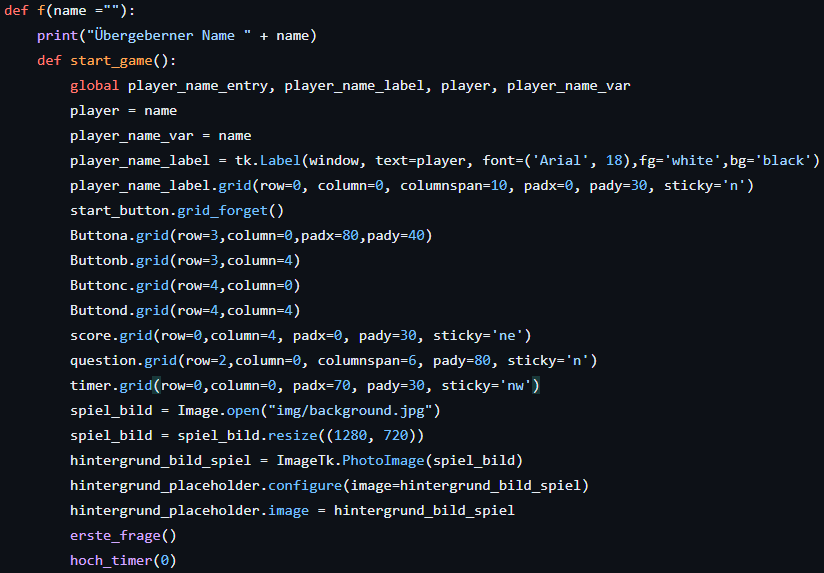 def f(name =""):
    print("Übergeberner Name " + name)
    def start_game():
        global player_name_entry, player_name_label, player, player_name_var
        player = name
        player_name_var = name
        player_name_label = tk.Label(window, text=player, font=('Arial', 18),fg='white',bg='black')
        player_name_label.grid(row=0, column=0, columnspan=10, padx=0, pady=30, sticky='n')
        start_button.grid_forget()
        Buttona.grid(row=3,column=0,padx=80,pady=40)
        Buttonb.grid(row=3,column=4)
        Buttonc.grid(row=4,column=0)
        Buttond.grid(row=4,column=4)
        score.grid(row=0,column=4, padx=0, pady=30, sticky='ne')
        question.grid(row=2,column=0, columnspan=6, pady=80, sticky='n')
        timer.grid(row=0,column=0, padx=70, pady=30, sticky='nw')
        spiel_bild = Image.open("img/background.jpg")
        spiel_bild = spiel_bild.resize((1280, 720))
        hintergrund_bild_spiel = ImageTk.PhotoImage(spiel_bild)
        hintergrund_placeholder.configure(image=hintergrund_bild_spiel)
        hintergrund_placeholder.image = hintergrund_bild_spiel
        erste_frage()
        hoch_timer(0)